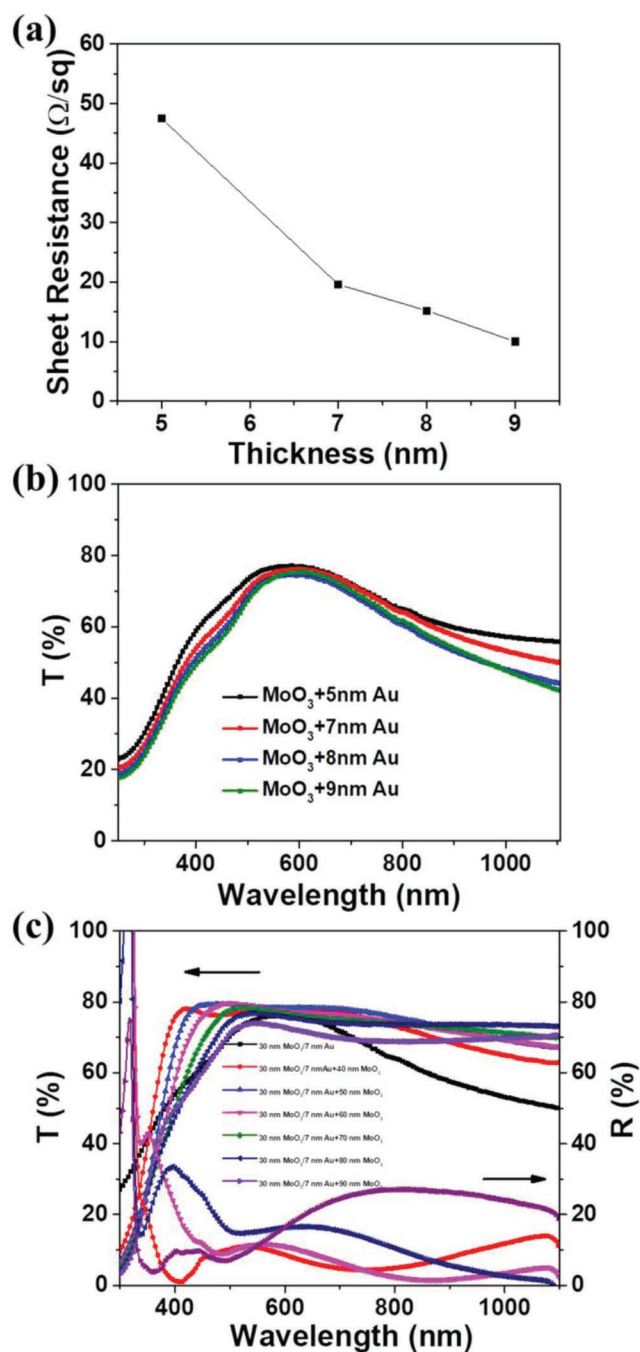 (a)
60
50
40
30
20
10
0
Sheet Resistance (Ω/sq)
5 6 7 8 9
Thickness (nm)
(b)
100
80
60
40
20
0
T (%)
MoO₃+5nm Au
MoO₃+7nm Au
MoO₃+8nm Au
MoO₃+9nm Au
400 600 800 1000
Wavelength (nm)
(c)
100 100
80 80
60 60
40 40
20 20
0 0
T (%)
R (%)
30 nm MoO₃/7 nm Au
30 nm MoO₃/7 nmAu+40 nm MoO₃
30 nm MoO₃/7 nm Au+50 nm MoO₃
30 nm MoO₃/7 nm Au+60 nm MoO₃
30 nm MoO₃/7 nm Au+70 nm MoO₃
30 nm MoO₃/7 nm Au+80 nm MoO₃
30 nm MoO₃/7 nm Au+90 nm MoO₃
400 600 800 1000
Wavelength (nm)